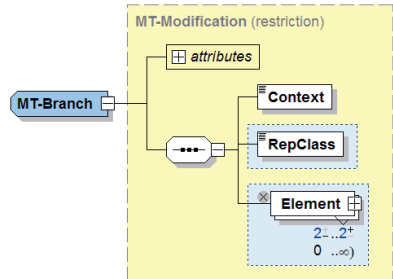 MT-Modification (restriction)
attributes
MT-Branch
Context
RepClass
Element
2±..2+
0 ..∞)